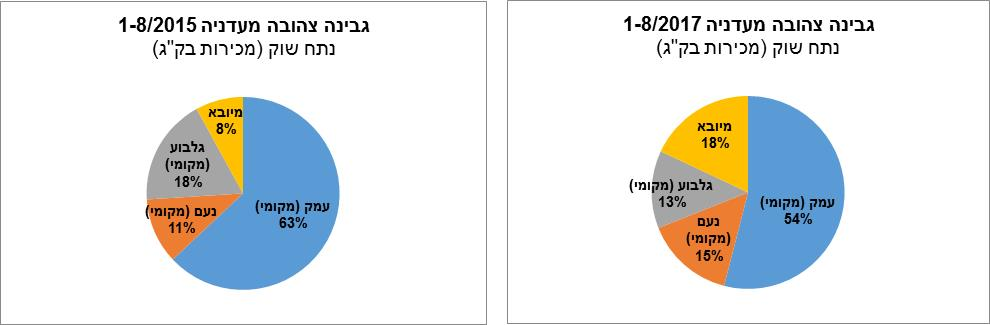 גבינה צהובה מעדניה 1-8/2017
נתח שוק (מכירות בק"ג)
מיובא
18%
גלבוע (מקומי)
13%
עמק (מקומי)
54%
נעם
(מקומי)
15%
גבינה צהובה מעדניה 1-8/2015
נתח שוק (מכירות בק"ג)
מיובא
8%
גלבוע
(מקומי)
18%
נעם (מקומי)
11%
עמק (מקומי)
63%